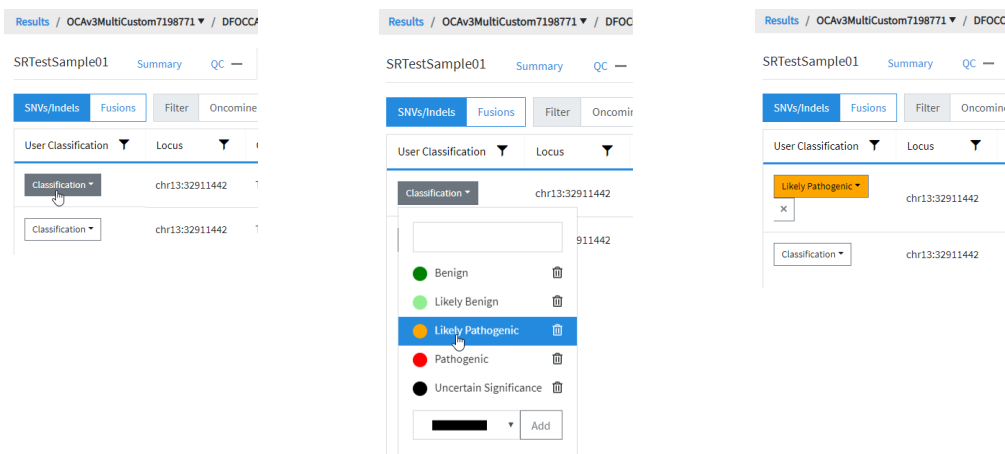 Results / OCAv3MultiCustom7198771 / DFOCCA
SRTestSample01 Summary QC
SNVs/Indels Fusions Filter Oncomine
User Classification Locus
Classification chr13:32911442
Classification chr13:32911442
Results / OCAv3MultiCustom7198771 / DFOC
SRTestSample01 Summary QC
SNVs/Indels Fusions Filter Oncomin
User Classification Locus
Classification chr13:32911442
911442
Benign
Likely Benign
Likely Pathogenic
Pathogenic
Uncertain Significance
Add
Results / OCAv3MultiCustom7198771 / DFOCC
SRTestSample01 Summary QC
SNVs/Indels Fusions Filter Oncomine
User Classification Locus
Likely Pathogenic chr13:32911442
×
Classification chr13:32911442